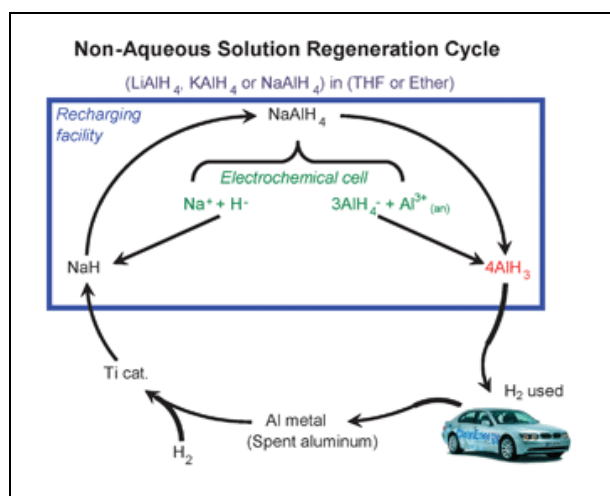 Non-Aqueous Solution Regeneration Cycle
(LiAlH₄, KAlH₄ or NaAlH₄) in (THF or Ether)
Recharging
facility
NaAlH₄
Electrochemical cell
Na⁺ + H⁻
3AlH₄⁻ + Al³⁺ (an)
NaH
4AlH₃
Ti cat.
H₂ used
Al metal
(Spent aluminum)
H₂